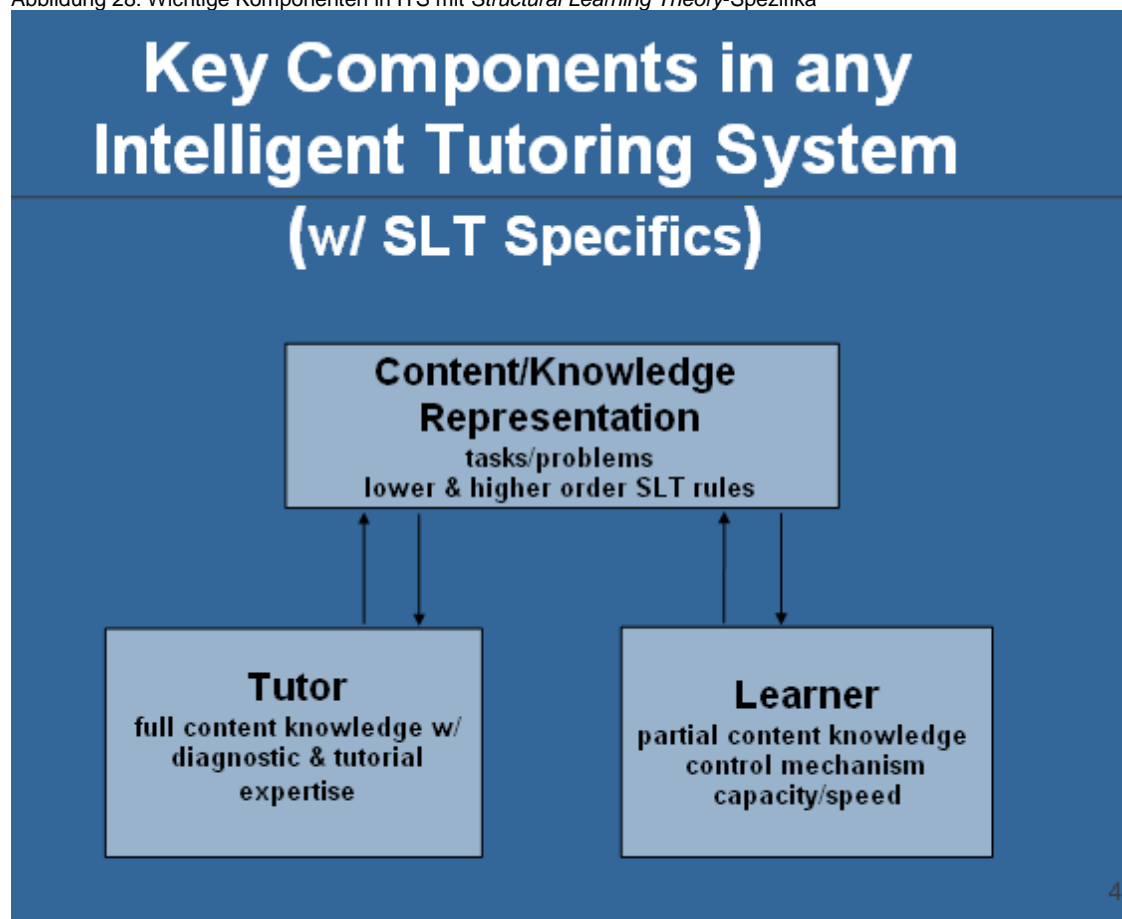 Abbildung 28: Wichtige Komponenten in ITS mit Structural Learning Theory-Spezifika
Key Components in any
Intelligent Tutoring System
(w/ SLT Specifics)
Content/Knowledge
Representation
tasks/problems
lower & higher order SLT rules
Tutor
full content knowledge w/
diagnostic & tutorial
expertise
Learner
partial content knowledge
control mechanism
capacity/speed
4